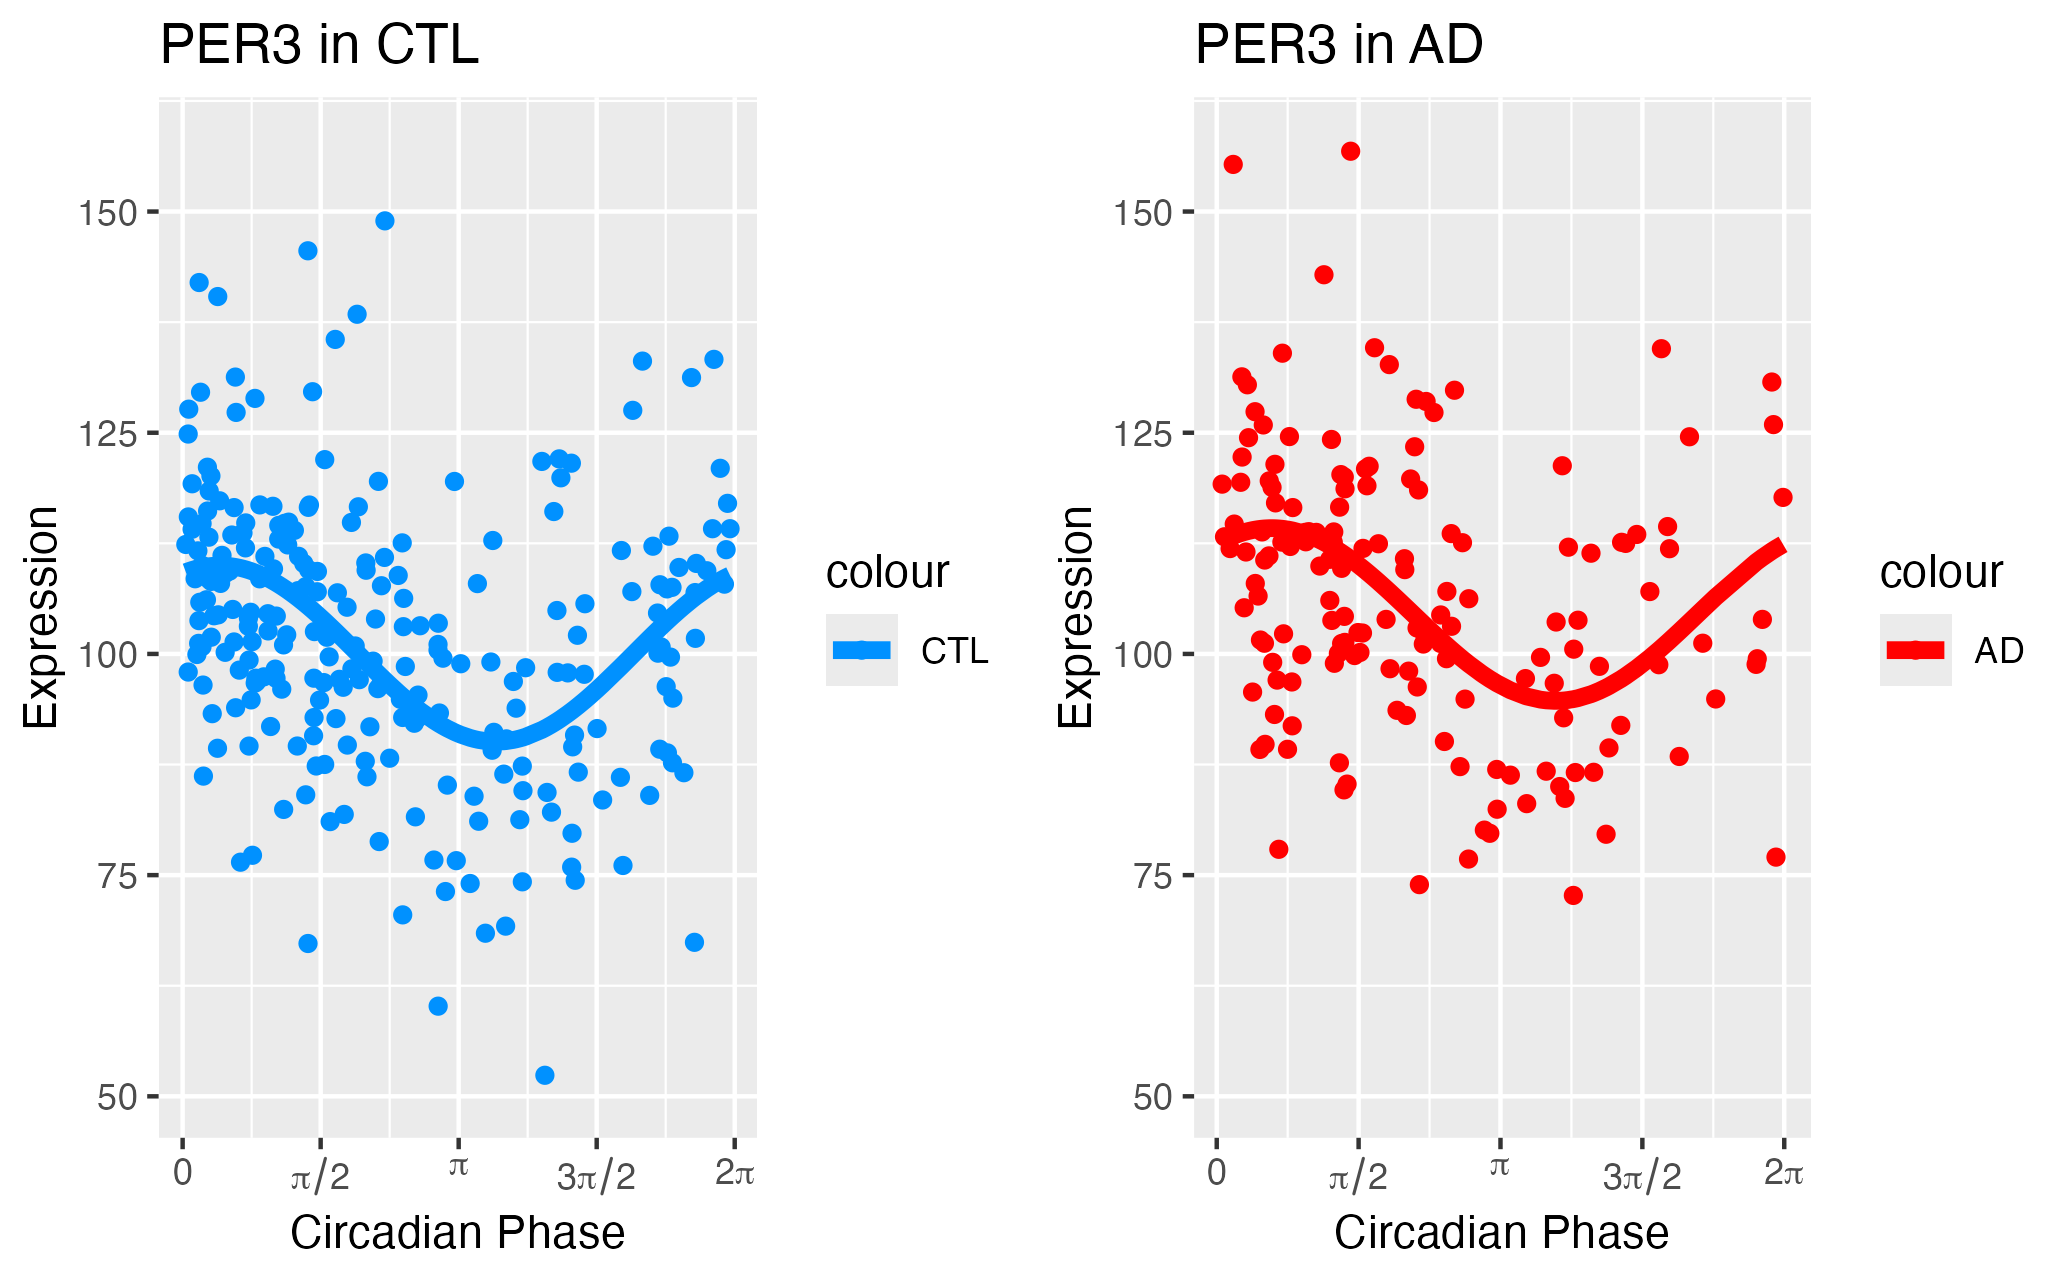 PER3 in CTL
150
125
100
75
50
Expression
0 π/2 π 3π/2 2π
Circadian Phase
colour
CTL
PER3 in AD
150
125
100
75
50
Expression
0 π/2 π 3π/2 2π
Circadian Phase
colour
AD